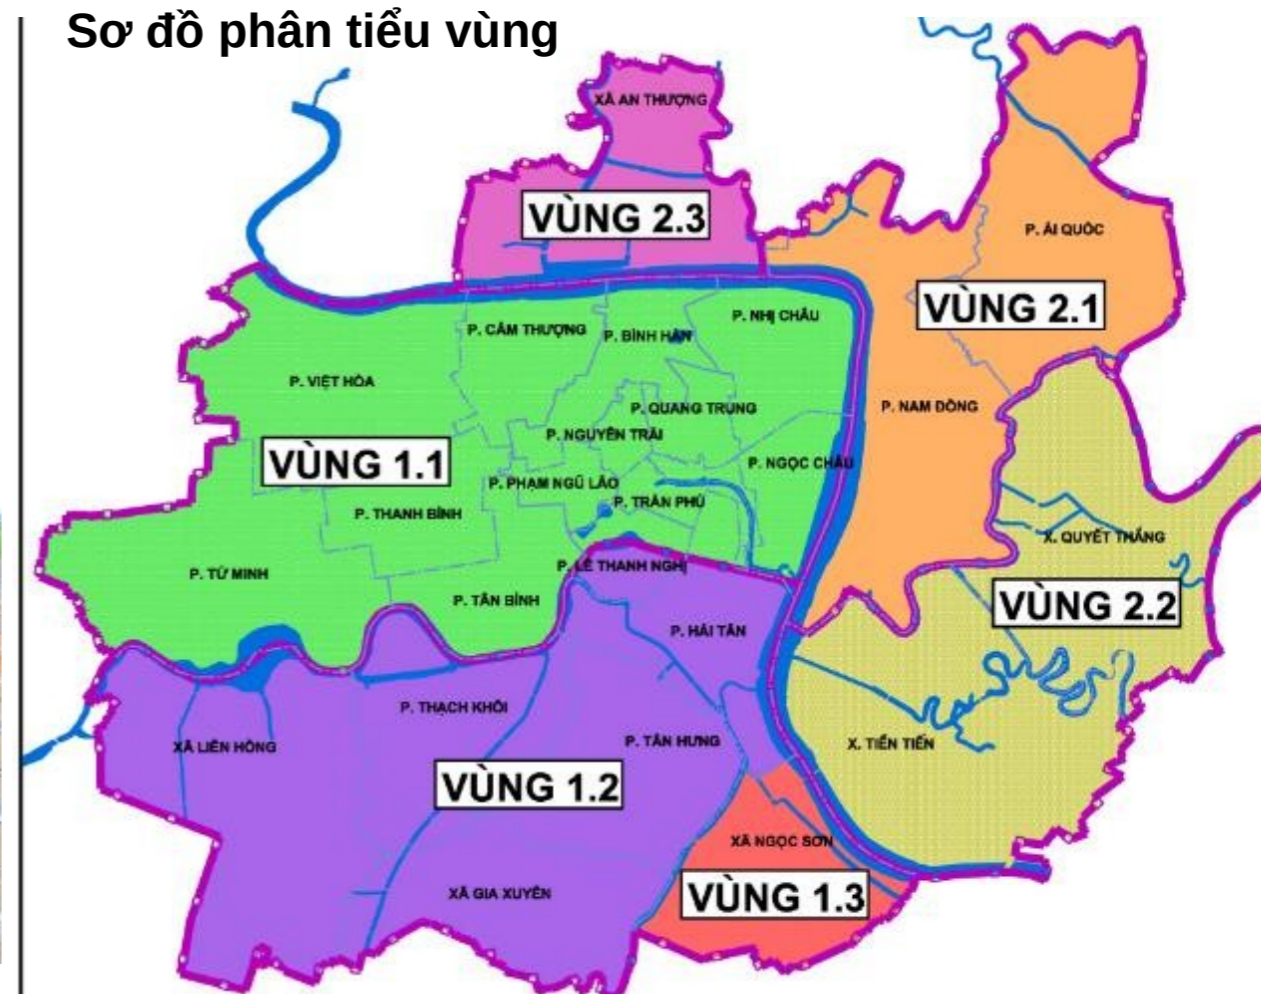 Sơ đồ phân tiểu vùng
XÃ AN THƯỢNG
VÙNG 2.3
P. ÁI QUỐC
VÙNG 2.1
P. NHỊ CHÂU
P. CẨM THƯỢNG
P. BÌNH HÀN
P. VIỆT HÒA
P. QUANG TRUNG
P. NAM ĐỒNG
P. NGUYỄN TRÃI
VÙNG 1.1
P. NGỌC CHÂU
P. PHẠM NGŨ LÃO
P. TRẦN PHÚ
P. THANH BÌNH
X. QUYẾT THẮNG
P. LÊ THANH NGHỊ
P. TỨ MINH
P. TÂN BÌNH
VÙNG 2.2
P. HẢI TÂN
P. THẠCH KHÔI
XÃ LIÊN HỒNG
P. TÂN HƯNG
X. TIỀN TIẾN
VÙNG 1.2
XÃ NGỌC SƠN
XÃ GIA XUYÊN
VÙNG 1.3